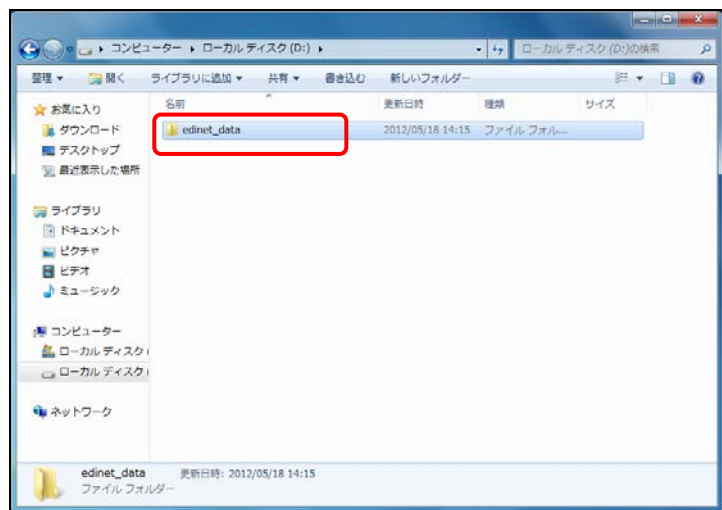 コンピューター ▸ ローカル ディスク (D:) ▸
ローカル ディスク (D:)の検索
整理 開く ライブラリに追加 共有 書き込む 新しいフォルダー
名前 更新日時 種類 サイズ
edinet_data 2012/05/18 14:15 ファイル フォル...
お気に入り
ダウンロード
デスクトップ
最近表示した場所
ライブラリ
ドキュメント
ピクチャ
ビデオ
ミュージック
コンピューター
ローカル ディスク (
ローカル ディスク (
ネットワーク
edinet_data 更新日時: 2012/05/18 14:15
ファイル フォルダー